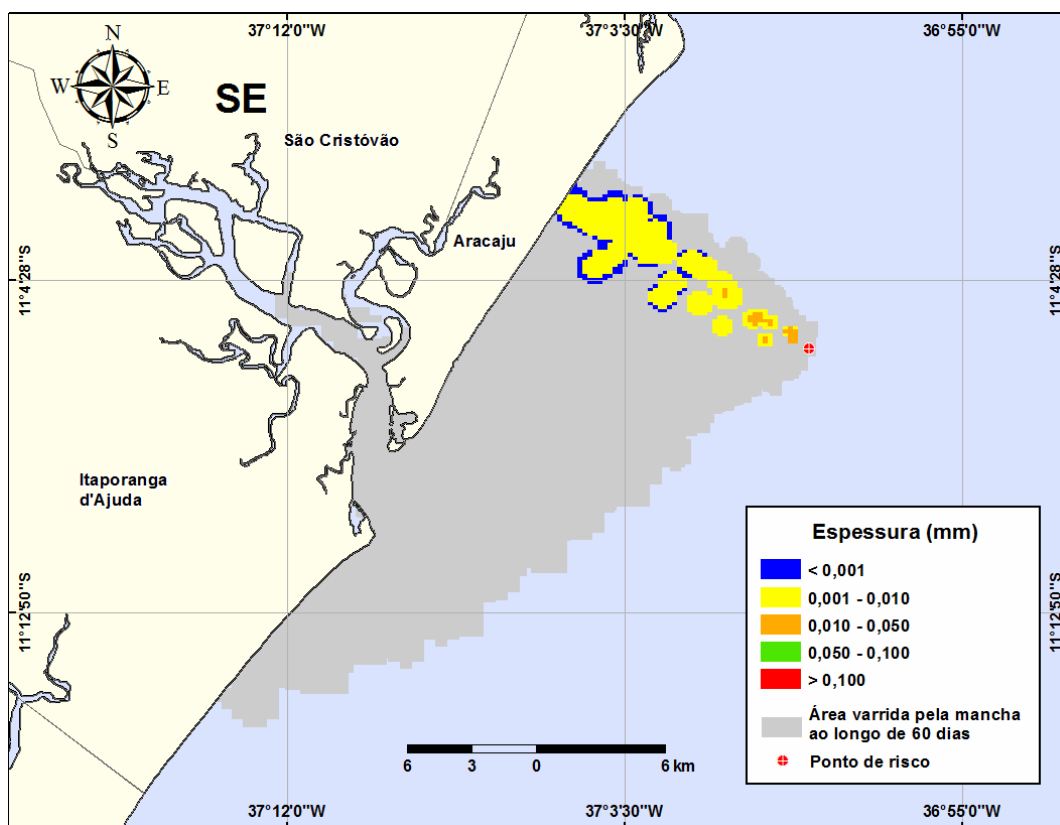 37°12'0"W 37°3'30"W 36°55'0"W
N
W E
S
SE
São Cristóvão
Aracaju
11°4'28"S 11°4'28"S
Itaporanga
d'Ajuda
11°12'50"S 11°12'50"S
Espessura (mm)
< 0,001
0,001 - 0,010
0,010 - 0,050
0,050 - 0,100
> 0,100
Área varrida pela mancha
ao longo de 60 dias
Ponto de risco
6 3 0 6 km
37°12'0"W 37°3'30"W 36°55'0"W